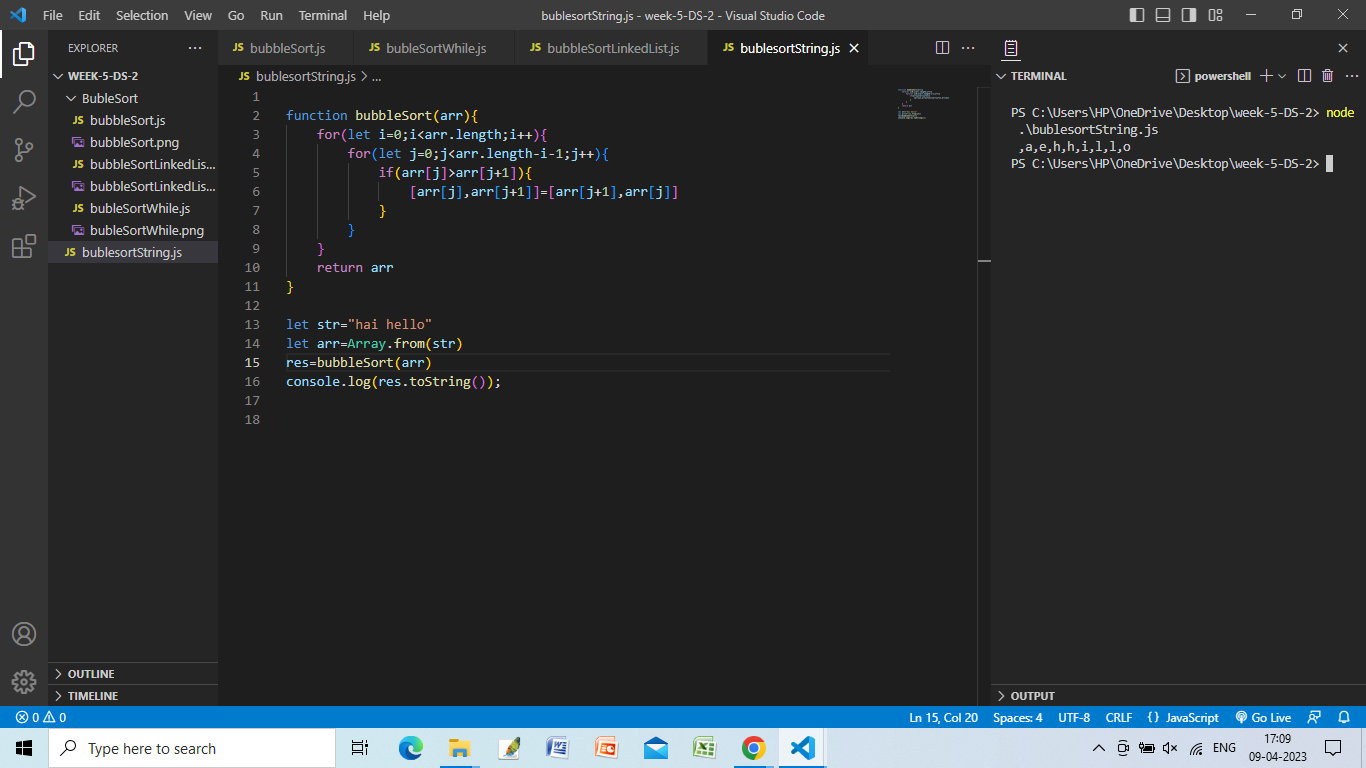 File Edit Selection View Go Run Terminal Help bublesortString.js - week-5-DS-2 - Visual Studio Code
EXPLORER
WEEK-5-DS-2
BubleSort
JS bubbleSort.js
bubbleSort.png
JS bubbleSortLinkedLis...
bubbleSortLinkedLis...
JS bubleSortWhile.js
bubleSortWhile.png
JS bublesortString.js
OUTLINE
TIMELINE
JS bubbleSort.js JS bubleSortWhile.js JS bubbleSortLinkedList.js JS bublesortString.js
JS bublesortString.js > ...
1
2 function bubbleSort(arr){
3 for(let i=0;i<arr.length;i++){
4 for(let j=0;j<arr.length-i-1;j++){
5 if(arr[j]>arr[j+1]){
6 [arr[j],arr[j+1]]=[arr[j+1],arr[j]]
7 }
8 }
9 }
10 return arr
11 }
12
13 let str="hai hello"
14 let arr=Array.from(str)
15 res=bubbleSort(arr)
16 console.log(res.toString());
17
18
TERMINAL powershell
PS C:\Users\HP\OneDrive\Desktop\week-5-DS-2> node
.\bublesortString.js
,a,e,h,h,i,l,l,o
PS C:\Users\HP\OneDrive\Desktop\week-5-DS-2>
OUTPUT
0 0 Ln 15, Col 20 Spaces: 4 UTF-8 CRLF {} JavaScript Go Live
Type here to search
ENG
17:09
09-04-2023